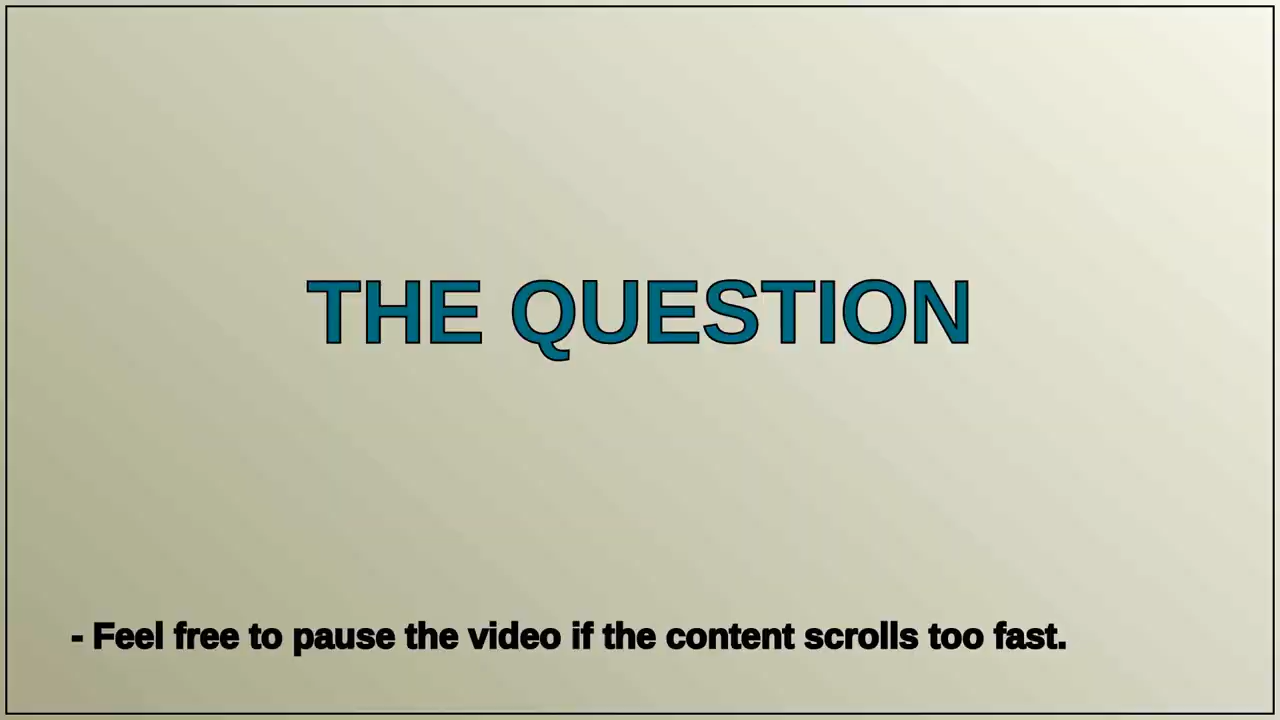 THE QUESTION
- Feel free to pause the video if the content scrolls too fast.